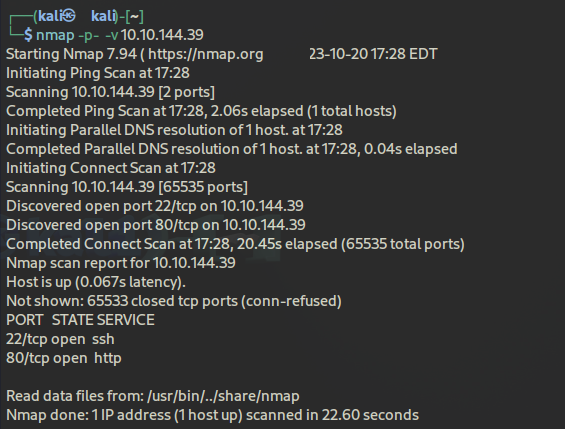 ┌──(kali㉿ kali)-[~]
└─$ nmap -p- -v 10.10.144.39
Starting Nmap 7.94 ( https://nmap.org 23-10-20 17:28 EDT
Initiating Ping Scan at 17:28
Scanning 10.10.144.39 [2 ports]
Completed Ping Scan at 17:28, 2.06s elapsed (1 total hosts)
Initiating Parallel DNS resolution of 1 host. at 17:28
Completed Parallel DNS resolution of 1 host. at 17:28, 0.04s elapsed
Initiating Connect Scan at 17:28
Scanning 10.10.144.39 [65535 ports]
Discovered open port 22/tcp on 10.10.144.39
Discovered open port 80/tcp on 10.10.144.39
Completed Connect Scan at 17:28, 20.45s elapsed (65535 total ports)
Nmap scan report for 10.10.144.39
Host is up (0.067s latency).
Not shown: 65533 closed tcp ports (conn-refused)
PORT STATE SERVICE
22/tcp open ssh
80/tcp open http
Read data files from: /usr/bin/../share/nmap
Nmap done: 1 IP address (1 host up) scanned in 22.60 seconds